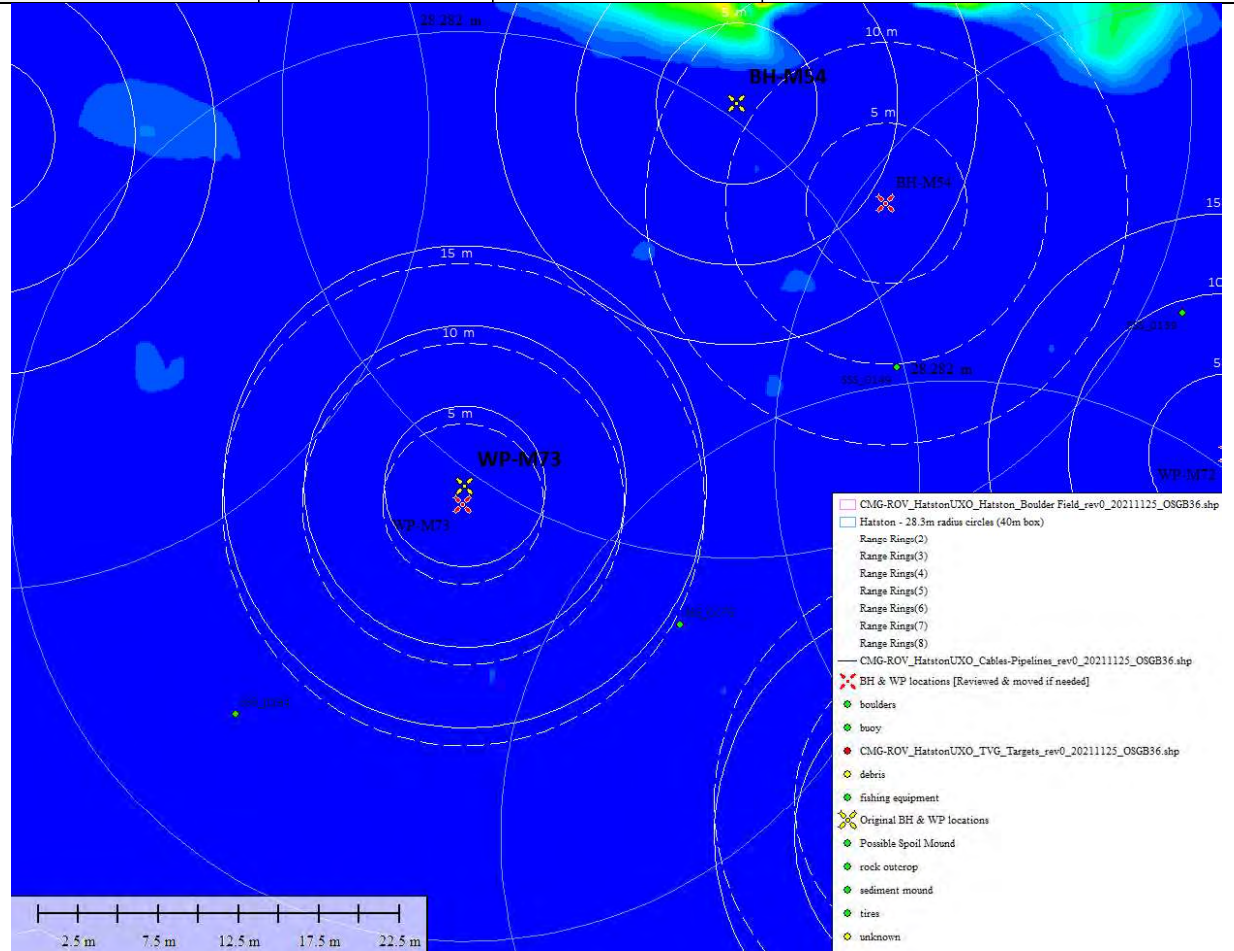 28.282 m
5 m
10 m
BH-M54
5 m
BH-M54
15
15 m
10
10 m
SSS_0149
28.282 m
5
5 m
WP-M73
WP-M72
WP-M73
CMG-ROV_HatstonUXO_Hatston_Boulder Field_rev0_20211125_OSGB36.shp
Hatston - 28.3m radius circles (40m box)
Range Rings(2)
Range Rings(3)
Range Rings(4)
Range Rings(5)
Range Rings(6)
Range Rings(7)
Range Rings(8)
CMG-ROV_HatstonUXO_Cables-Pipelines_rev0_20211125_OSGB36.shp
BH & WP locations [Reviewed & moved if needed]
boulders
buoy
CMG-ROV_HatstonUXO_TVG_Targets_rev0_20211125_OSGB36.shp
debris
fishing equipment
Original BH & WP locations
Possible Spoil Mound
rock outcrop
sediment mound
tires
unknown
2.5 m 7.5 m 12.5 m 17.5 m 22.5 m